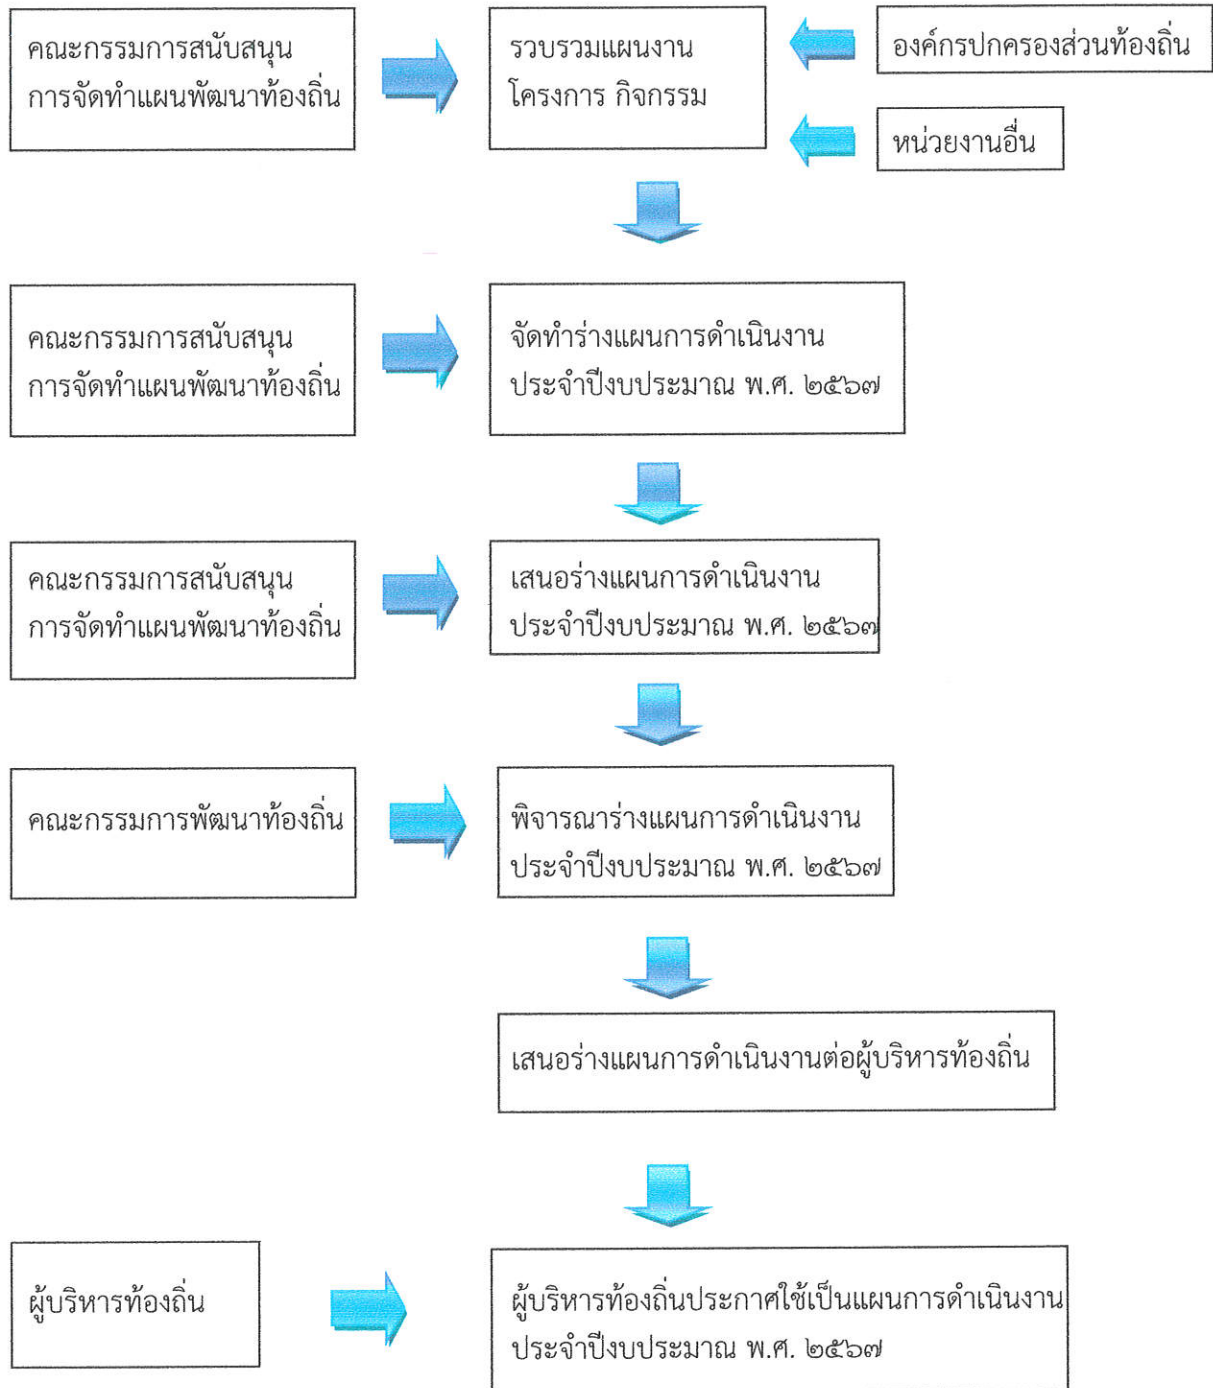 คณะกรรมการสนับสนุน
การจัดทำแผนพัฒนาท้องถิ่น
รวบรวมแผนงาน
โครงการ กิจกรรม
องค์กรปกครองส่วนท้องถิ่น
หน่วยงานอื่น
คณะกรรมการสนับสนุน
การจัดทำแผนพัฒนาท้องถิ่น
จัดทำร่างแผนการดำเนินงาน
ประจำปีงบประมาณ พ.ศ. ๒๕๖๗
คณะกรรมการสนับสนุน
การจัดทำแผนพัฒนาท้องถิ่น
เสนอร่างแผนการดำเนินงาน
ประจำปีงบประมาณ พ.ศ. ๒๕๖๗
คณะกรรมการพัฒนาท้องถิ่น
พิจารณาร่างแผนการดำเนินงาน
ประจำปีงบประมาณ พ.ศ. ๒๕๖๗
เสนอร่างแผนการดำเนินงานต่อผู้บริหารท้องถิ่น
ผู้บริหารท้องถิ่น
ผู้บริหารท้องถิ่นประกาศใช้เป็นแผนการดำเนินงาน
ประจำปีงบประมาณ พ.ศ. ๒๕๖๗